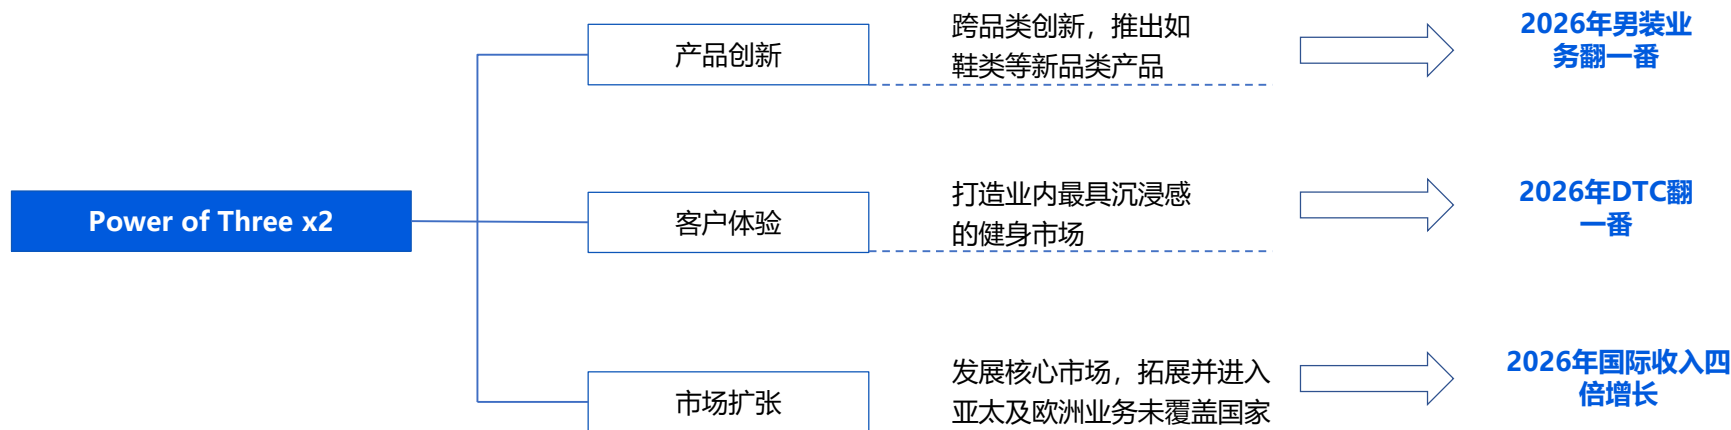 Power of Three x2
产品创新
跨品类创新，推出如
鞋类等新品类产品
2026年男装业
务翻一番
客户体验
打造业内最具沉浸感
的健身市场
2026年DTC翻
一番
市场扩张
发展核心市场，拓展并进入
亚太及欧洲业务未覆盖国家
2026年国际收入四
倍增长